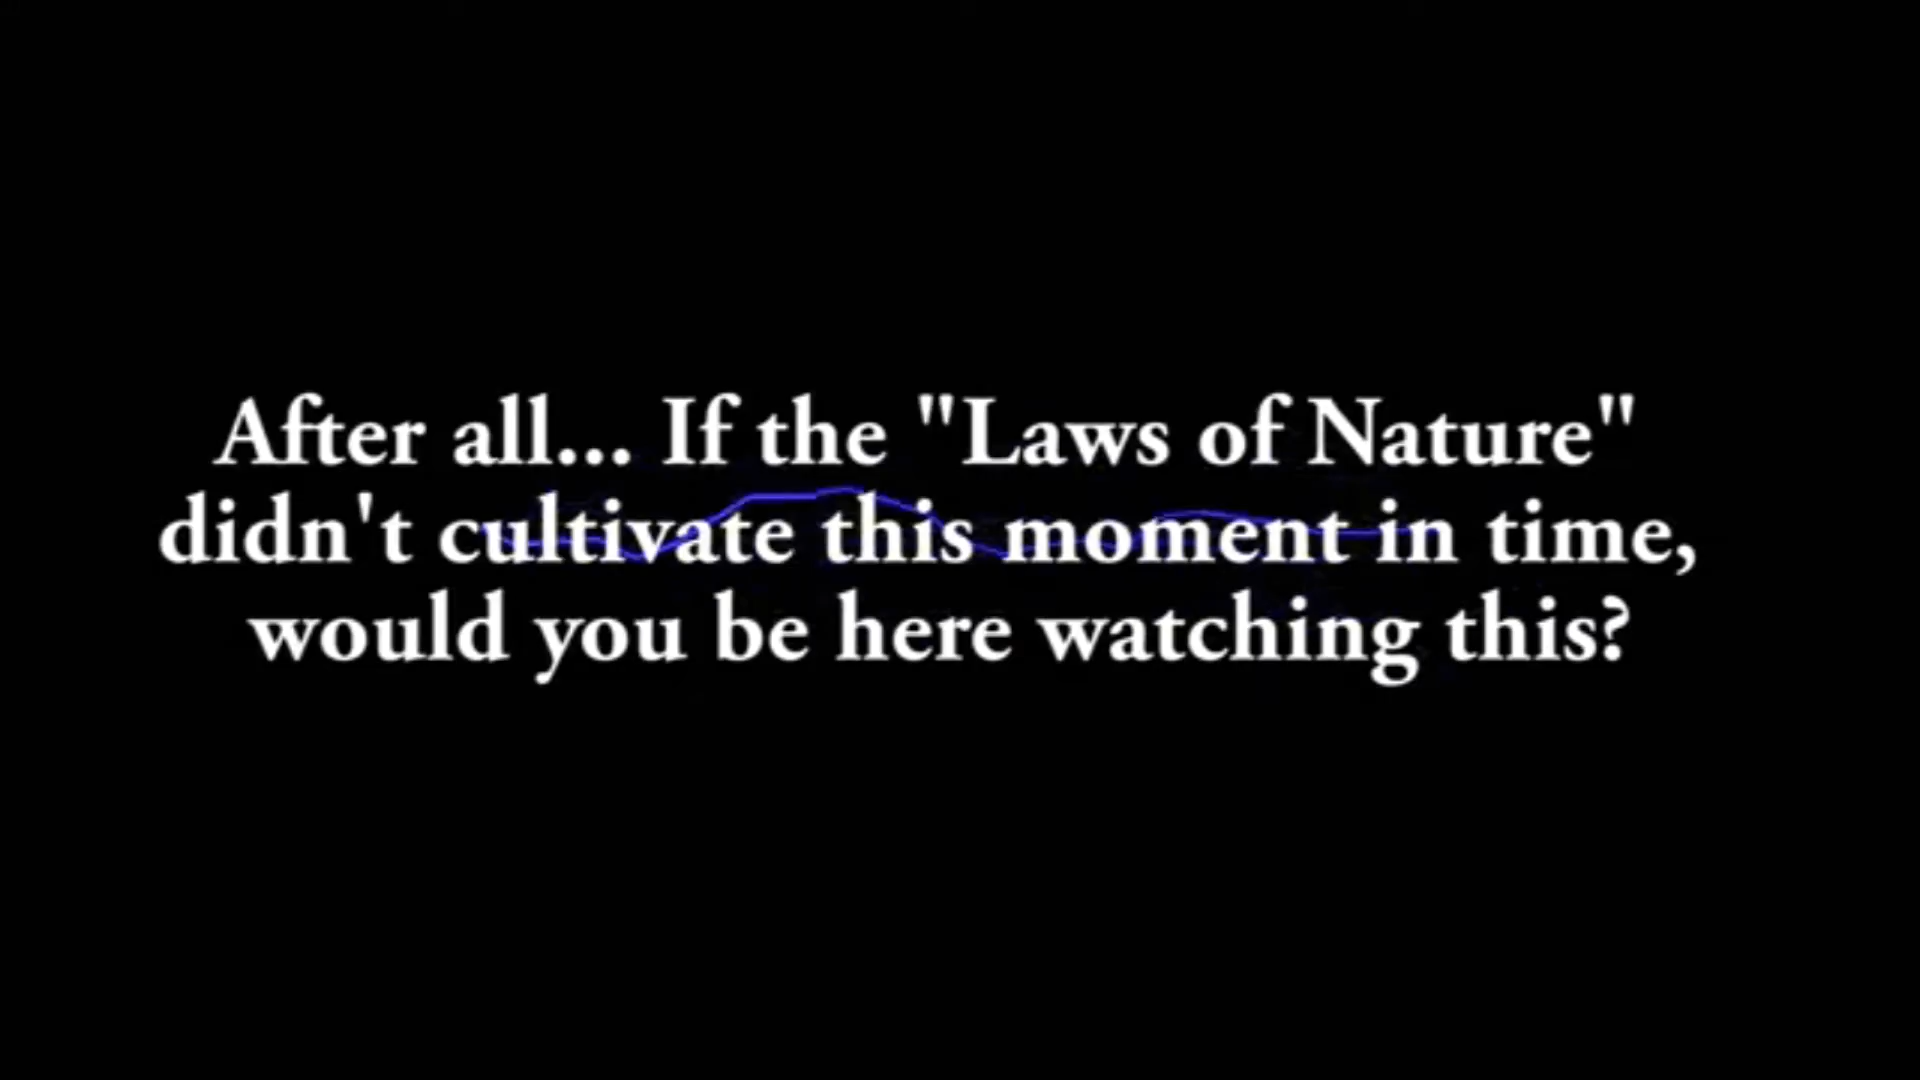 After all... If the "Laws of Nature"
didn't cultivate this moment in time,
would you be here watching this?